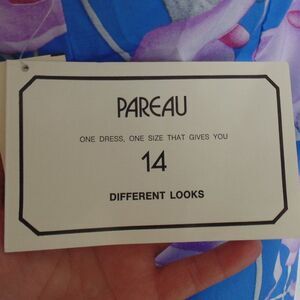 PAREAU
ONE DRESS, ONE SIZE THAT GIVES YOU
14
DIFFERENT LOOKS